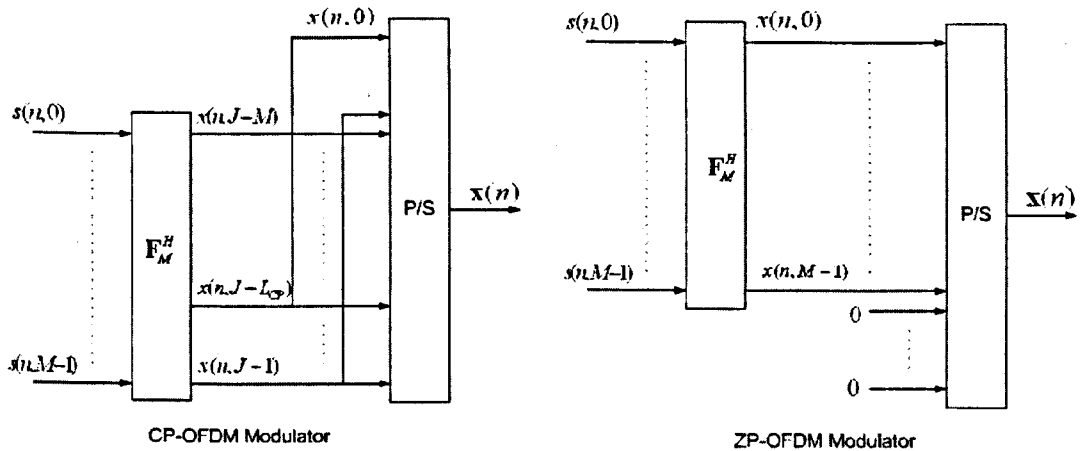 x(n,0)
s(n,0)
x(n,J-M)
F_M^H
P/S
x(n)
x(n,J-L_CP)
s(n,M-1)
x(n,J-1)
CP-OFDM Modulator
s(n,0)
x(n,0)
F_M^H
P/S
x(n)
s(n,M-1)
x(n,M-1)
0
0
ZP-OFDM Modulator